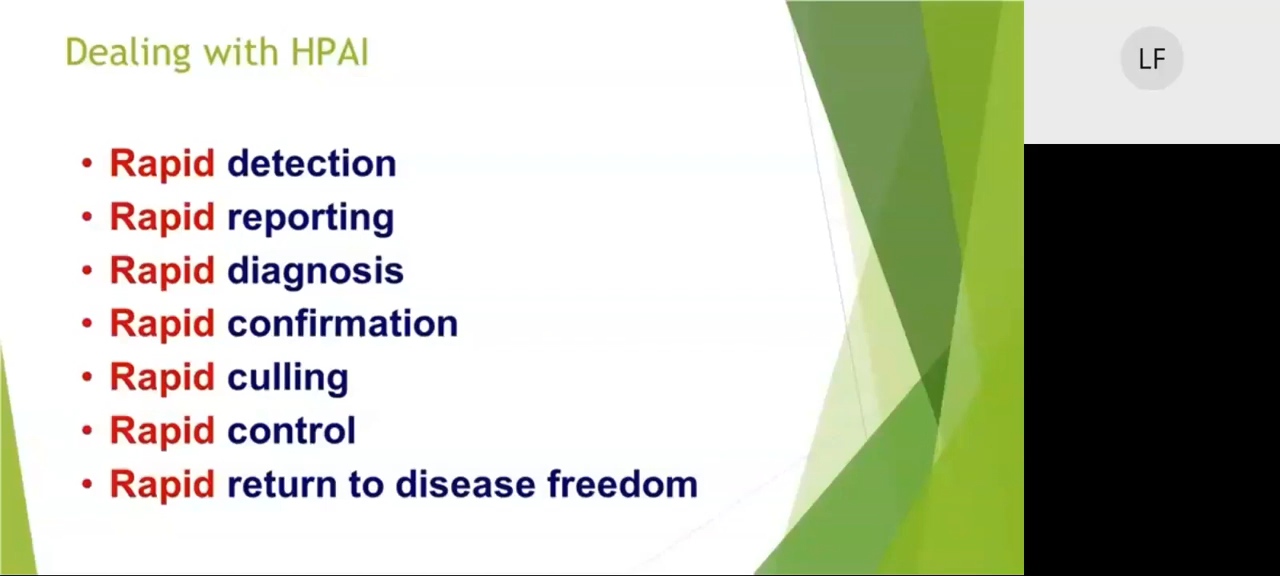 Dealing with HPAI
LF
• Rapid detection
• Rapid reporting
• Rapid diagnosis
• Rapid confirmation
• Rapid culling
• Rapid control
• Rapid return to disease freedom